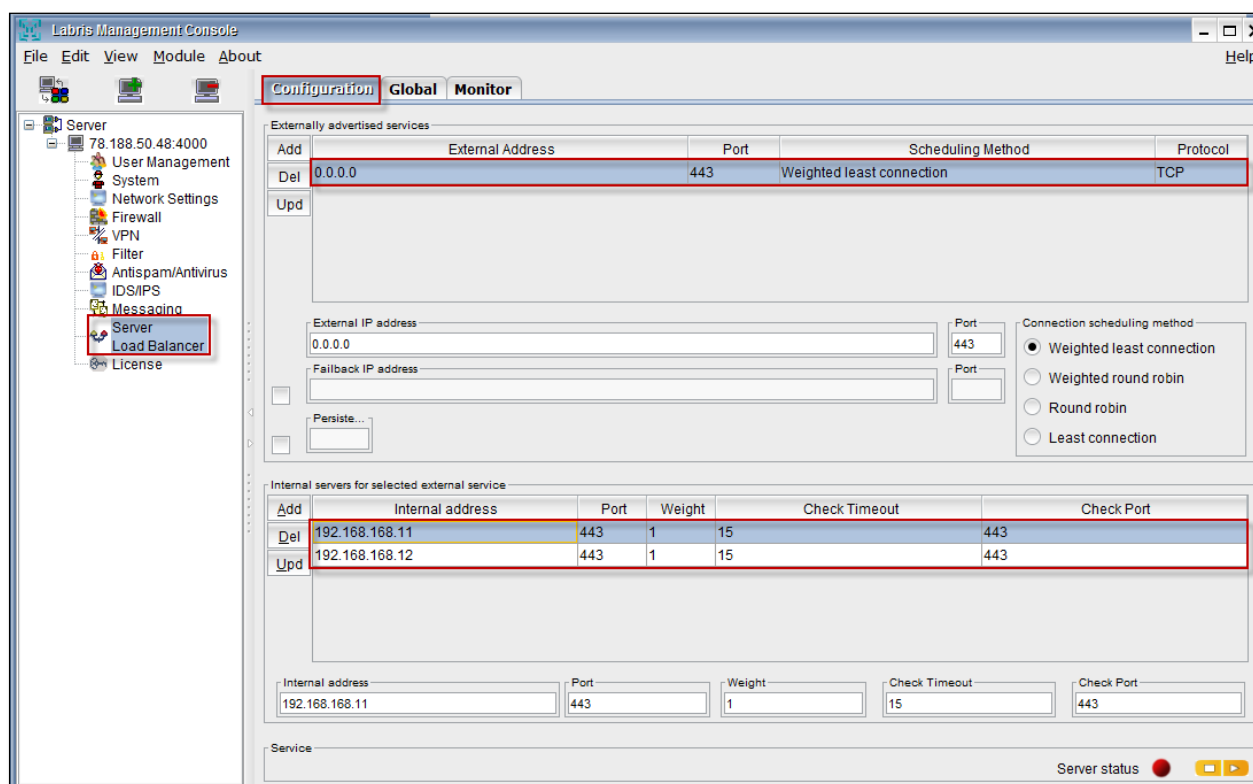 Labris Management Console
File Edit View Module About Help
Configuration Global Monitor
Server
78.188.50.48:4000
User Management
System
Network Settings
Firewall
VPN
Filter
Antispam/Antivirus
IDS/IPS
Messaging
Server
Load Balancer
License
Externally advertised services
Add External Address Port Scheduling Method Protocol
Del 0.0.0.0 443 Weighted least connection TCP
Upd
External IP address Port
0.0.0.0 443
Failback IP address Port
Persiste...
Connection scheduling method
Weighted least connection
Weighted round robin
Round robin
Least connection
Internal servers for selected external service
Add Internal address Port Weight Check Timeout Check Port
Del 192.168.168.11 443 1 15 443
Upd 192.168.168.12 443 1 15 443
Internal address Port Weight Check Timeout Check Port
192.168.168.11 443 1 15 443
Service
Server status